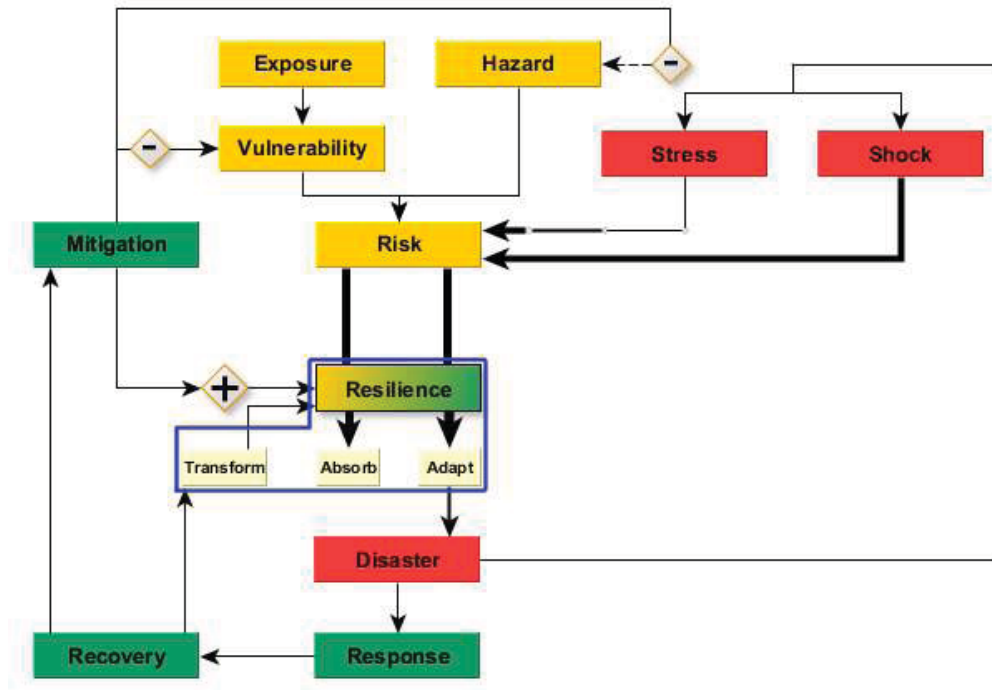 Exposure
Hazard
-
-
Vulnerability
Stress
Shock
Mitigation
Risk
+
Resilience
Transform
Absorb
Adapt
Disaster
Recovery
Response